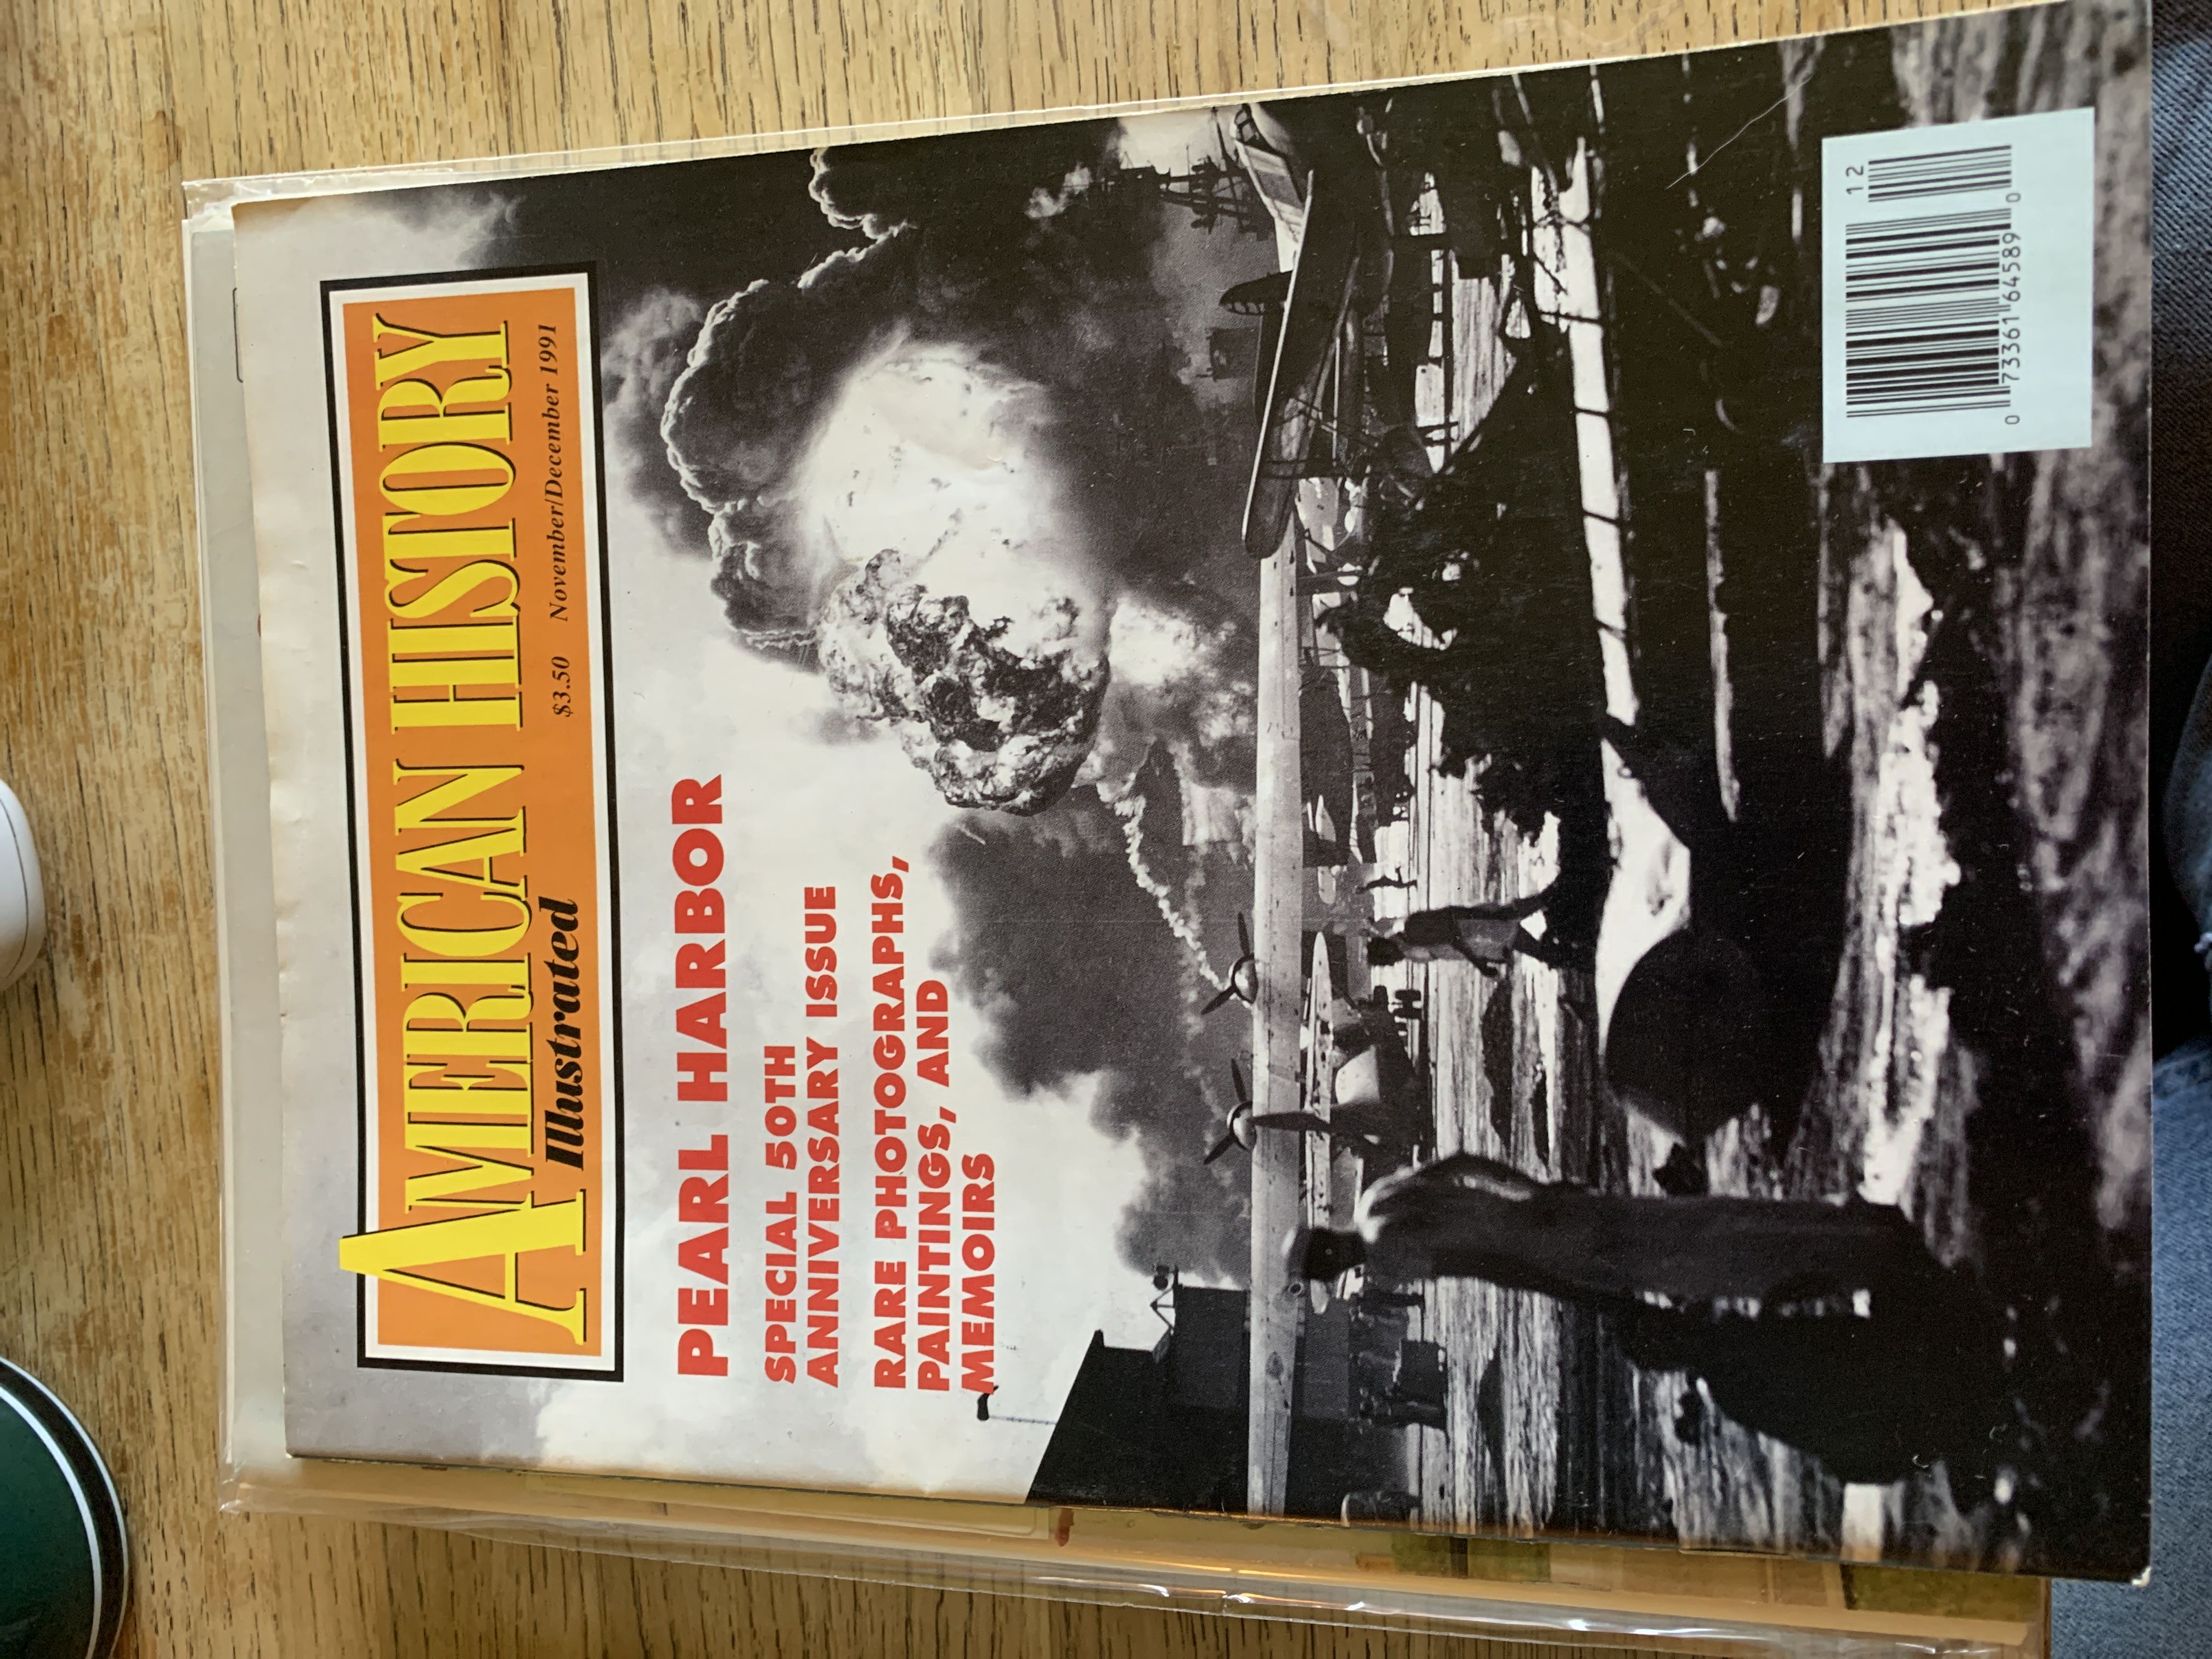 AMERICAN HISTORY
Illustrated
$3.50 November/December 1991
PEARL HARBOR
SPECIAL 50TH
ANNIVERSARY ISSUE
RARE PHOTOGRAPHS,
PAINTINGS, AND
MEMOIRS
12
0 73361 64589 0